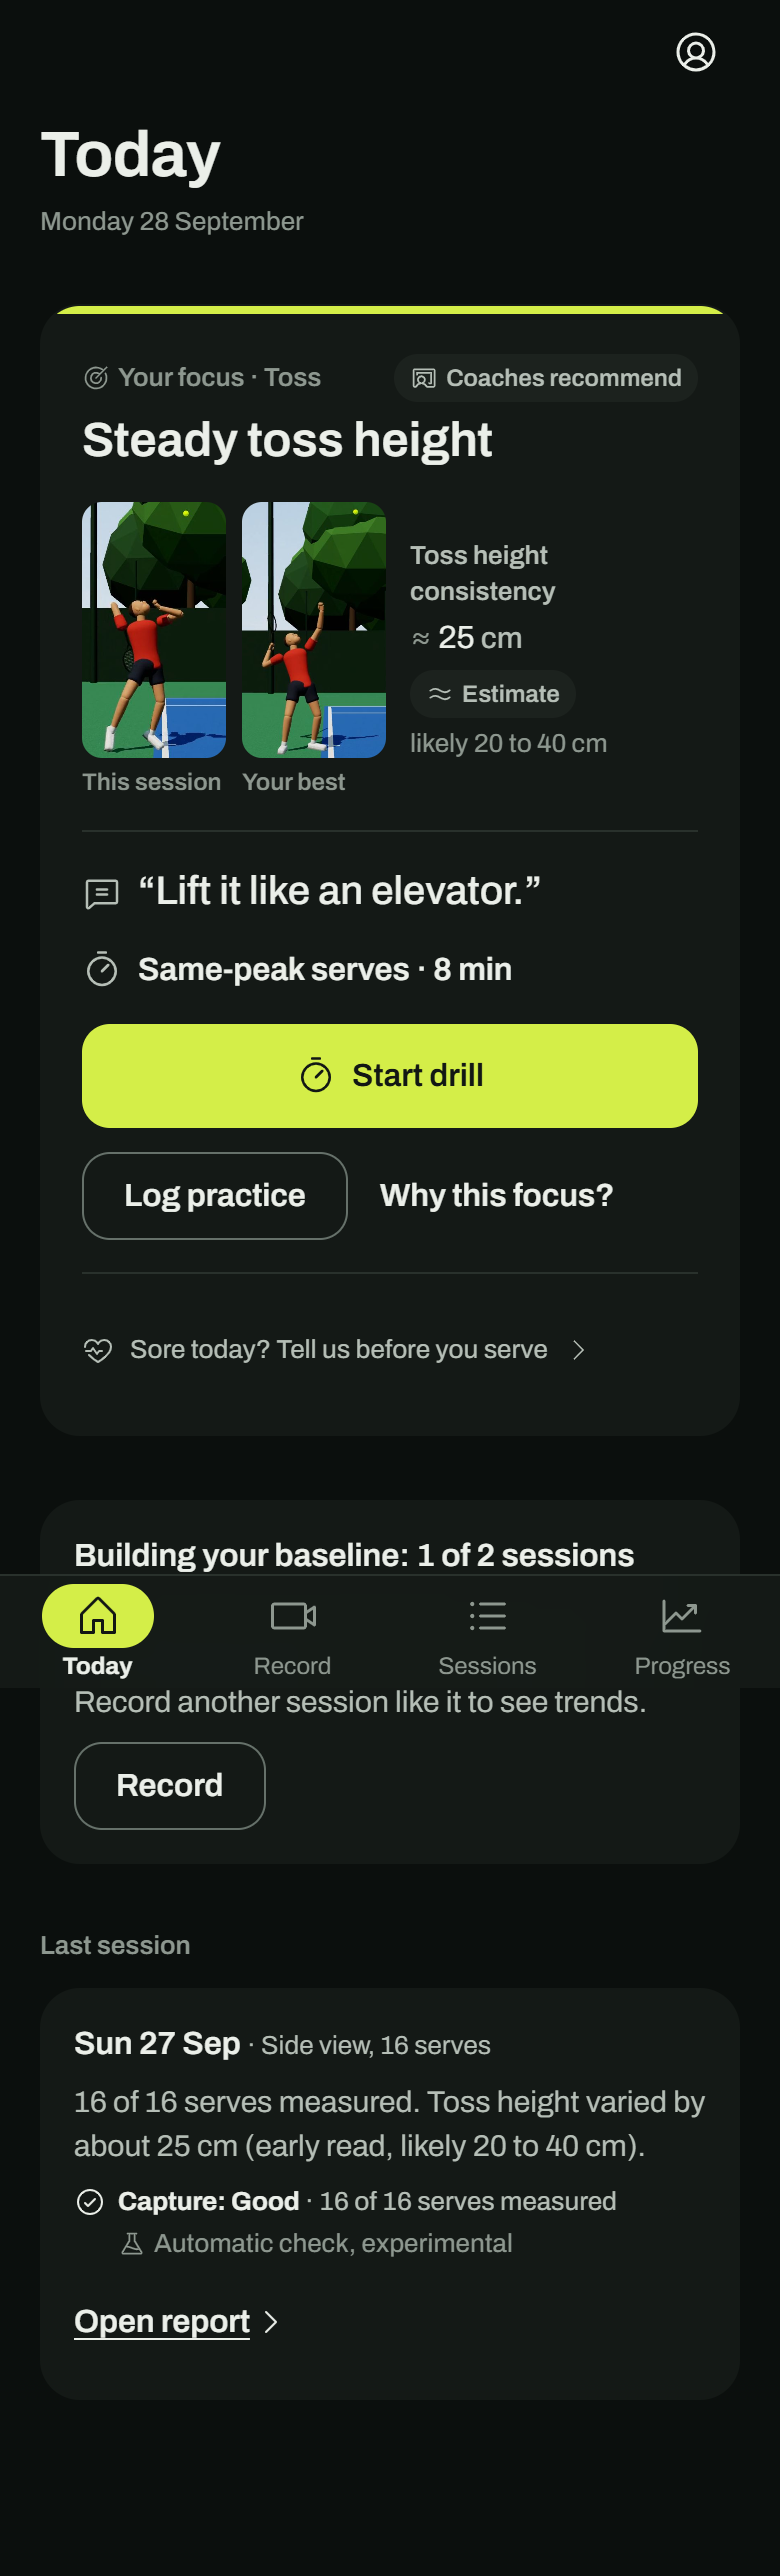 Today
Monday 28 September
Your focus · Toss
Coaches recommend
Steady toss height
Toss height
consistency
≈ 25 cm
Estimate
likely 20 to 40 cm
This session
Your best
“Lift it like an elevator.”
Same-peak serves · 8 min
Start drill
Log practice
Why this focus?
Sore today? Tell us before you serve
Building your baseline: 1 of 2 sessions
Today
Record
Sessions
Progress
Record another session like it to see trends.
Record
Last session
Sun 27 Sep · Side view, 16 serves
16 of 16 serves measured. Toss height varied by
about 25 cm (early read, likely 20 to 40 cm).
Capture: Good · 16 of 16 serves measured
Automatic check, experimental
Open report